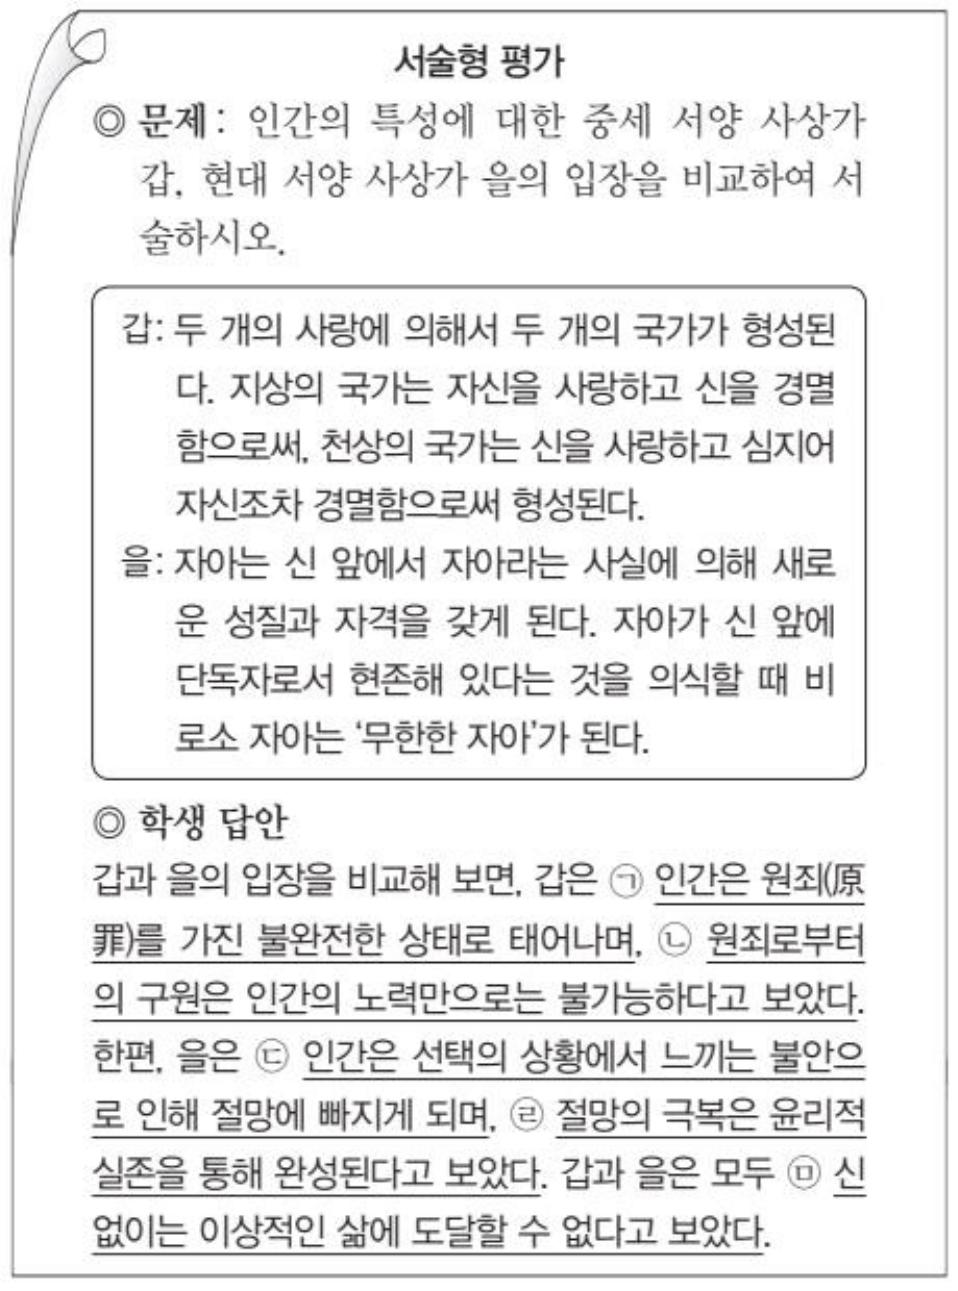 서술형 평가
◎ 문제: 인간의 특성에 대한 중세 서양 사상가
갑, 현대 서양 사상가 을의 입장을 비교하여 서
술하시오.
갑: 두 개의 사랑에 의해서 두 개의 국가가 형성된
다. 지상의 국가는 자신을 사랑하고 신을 경멸
함으로써, 천상의 국가는 신을 사랑하고 심지어
자신조차 경멸함으로써 형성된다.
을: 자아는 신 앞에서 자아라는 사실에 의해 새로
운 성질과 자격을 갖게 된다. 자아가 신 앞에
단독자로서 현존해 있다는 것을 의식할 때 비
로소 자아는 ‘무한한 자아’가 된다.
◎ 학생 답안
갑과 을의 입장을 비교해 보면, 갑은 ㉠ 인간은 원죄(原
罪)를 가진 불완전한 상태로 태어나며, ㉡ 원죄로부터
의 구원은 인간의 노력만으로는 불가능하다고 보았다.
한편, 을은 ㉢ 인간은 선택의 상황에서 느끼는 불안으
로 인해 절망에 빠지게 되며, ㉣ 절망의 극복은 윤리적
실존을 통해 완성된다고 보았다. 갑과 을은 모두 ㉤ 신
없이는 이상적인 삶에 도달할 수 없다고 보았다.